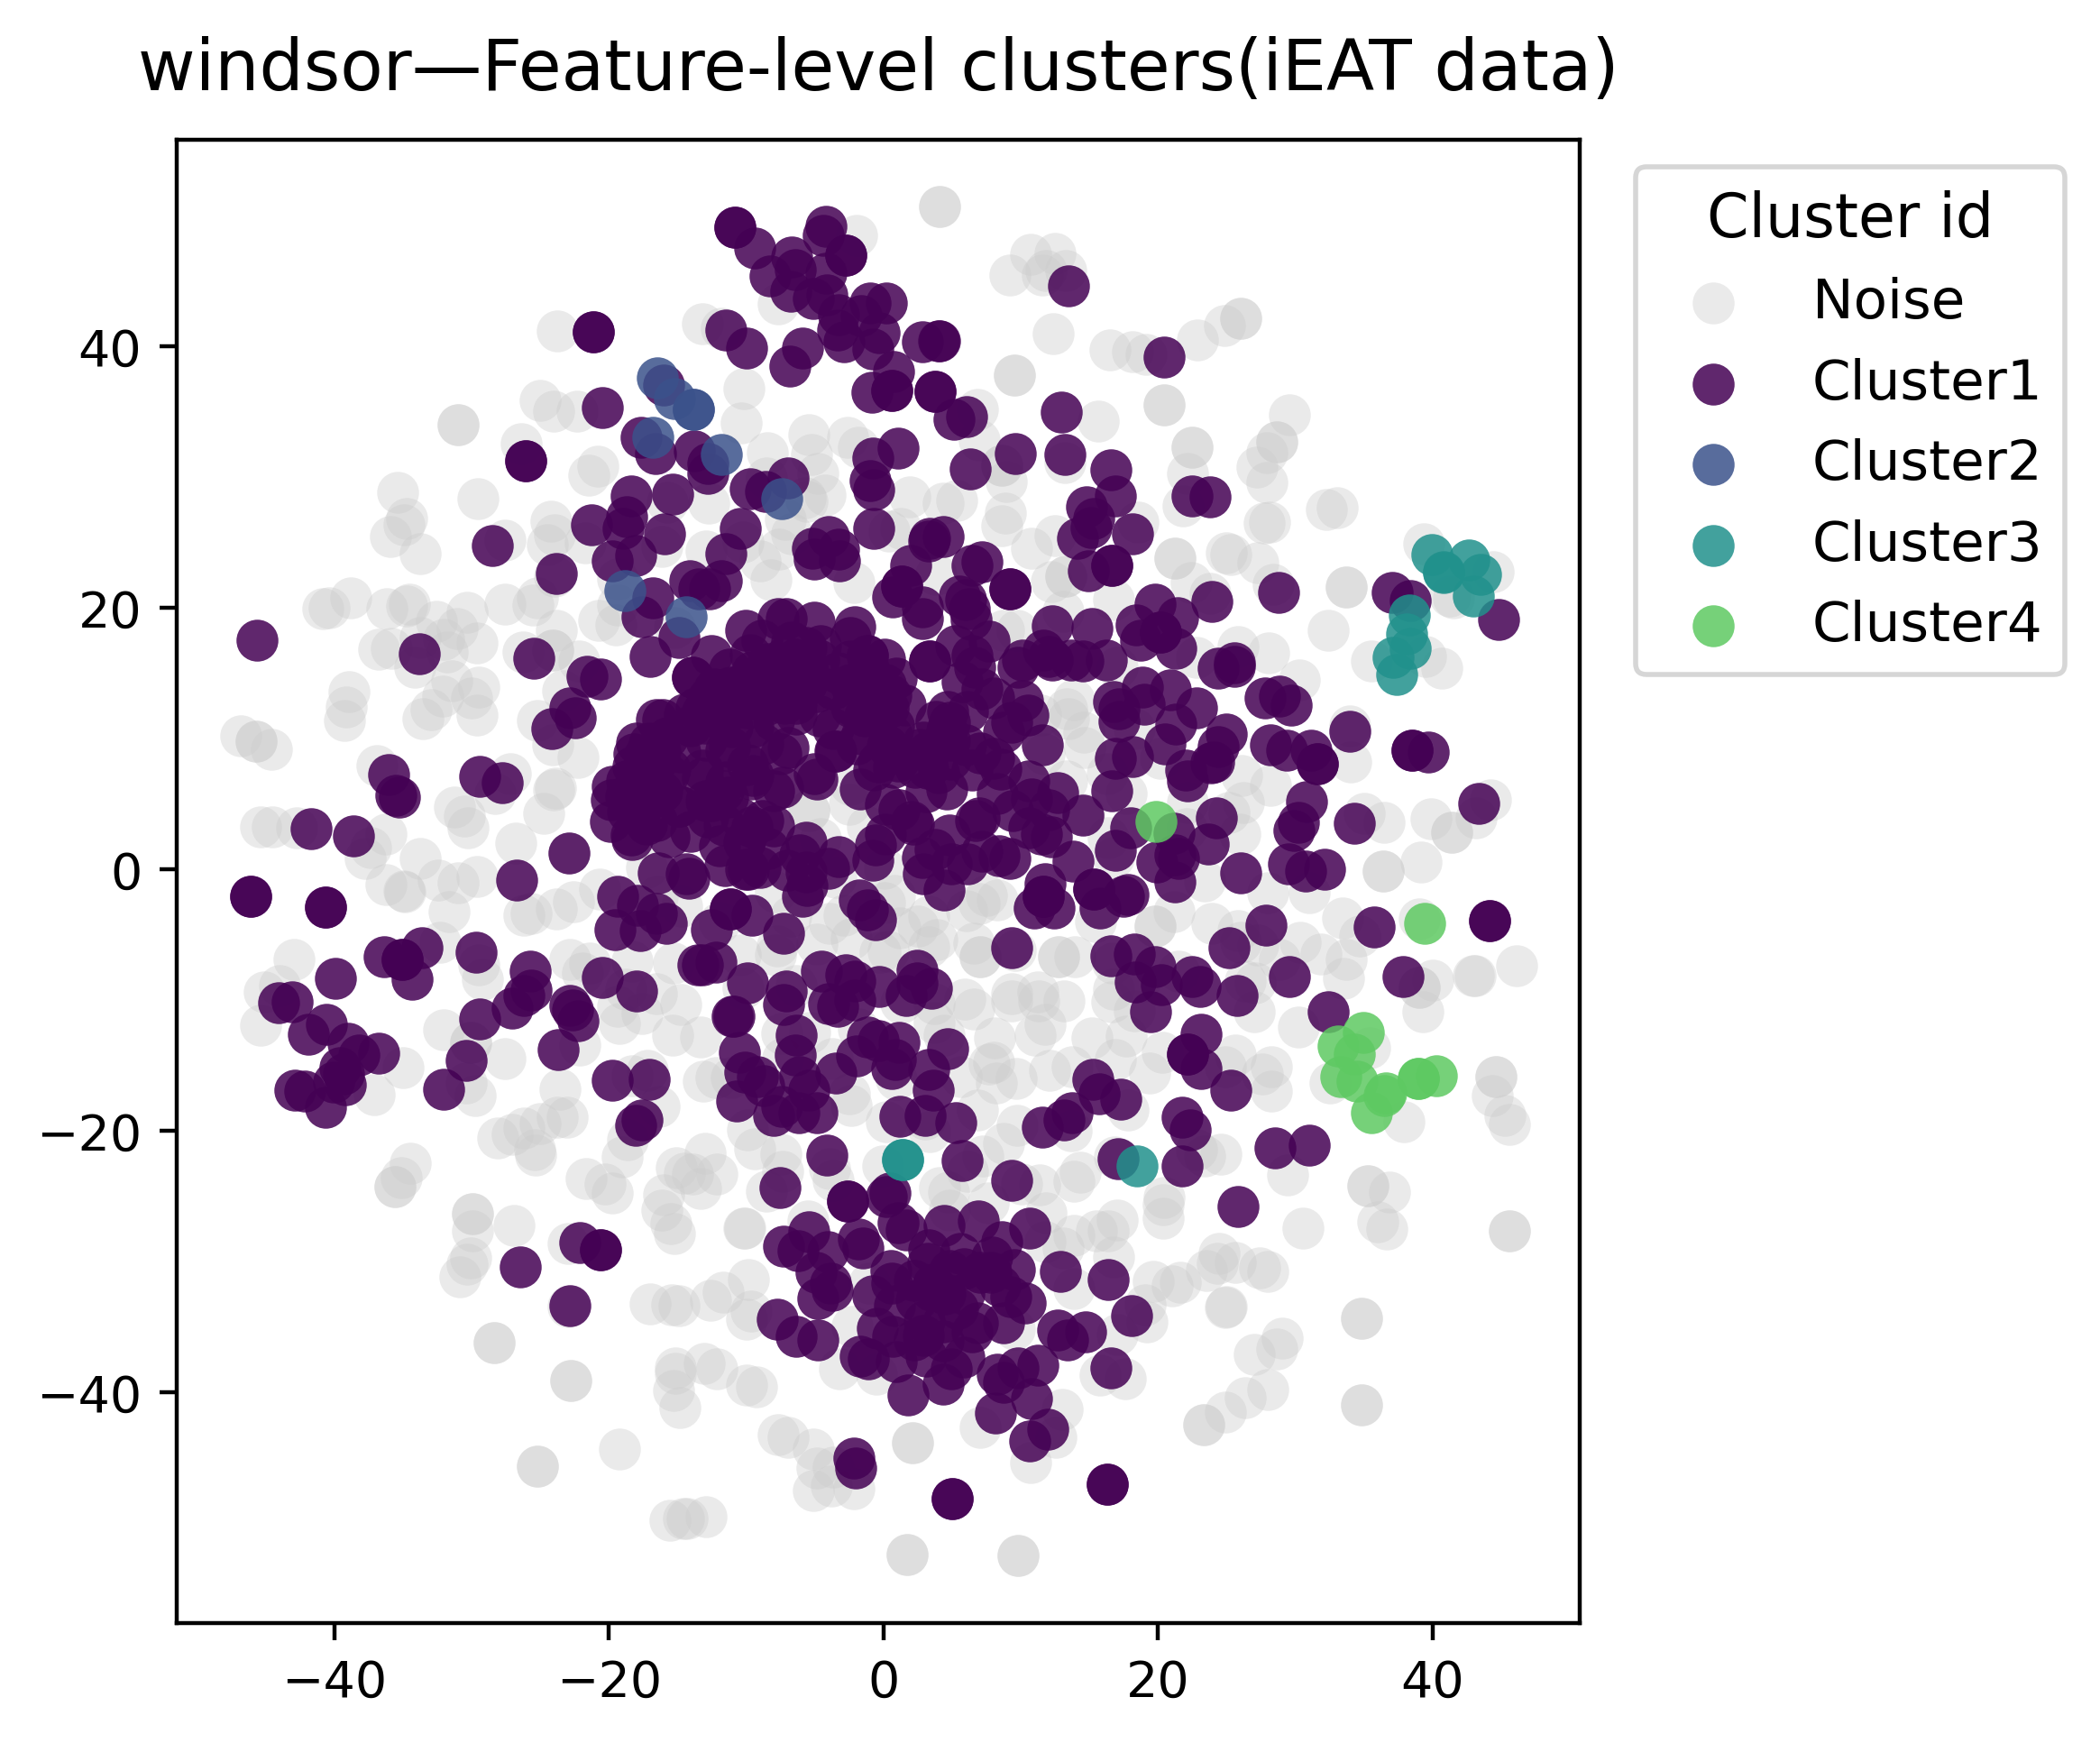 windsor—Feature-level clusters(iEAT data)
Cluster id
Noise
Cluster1
Cluster2
Cluster3
Cluster4
40
20
0
−20
−40
−40 −20 0 20 40